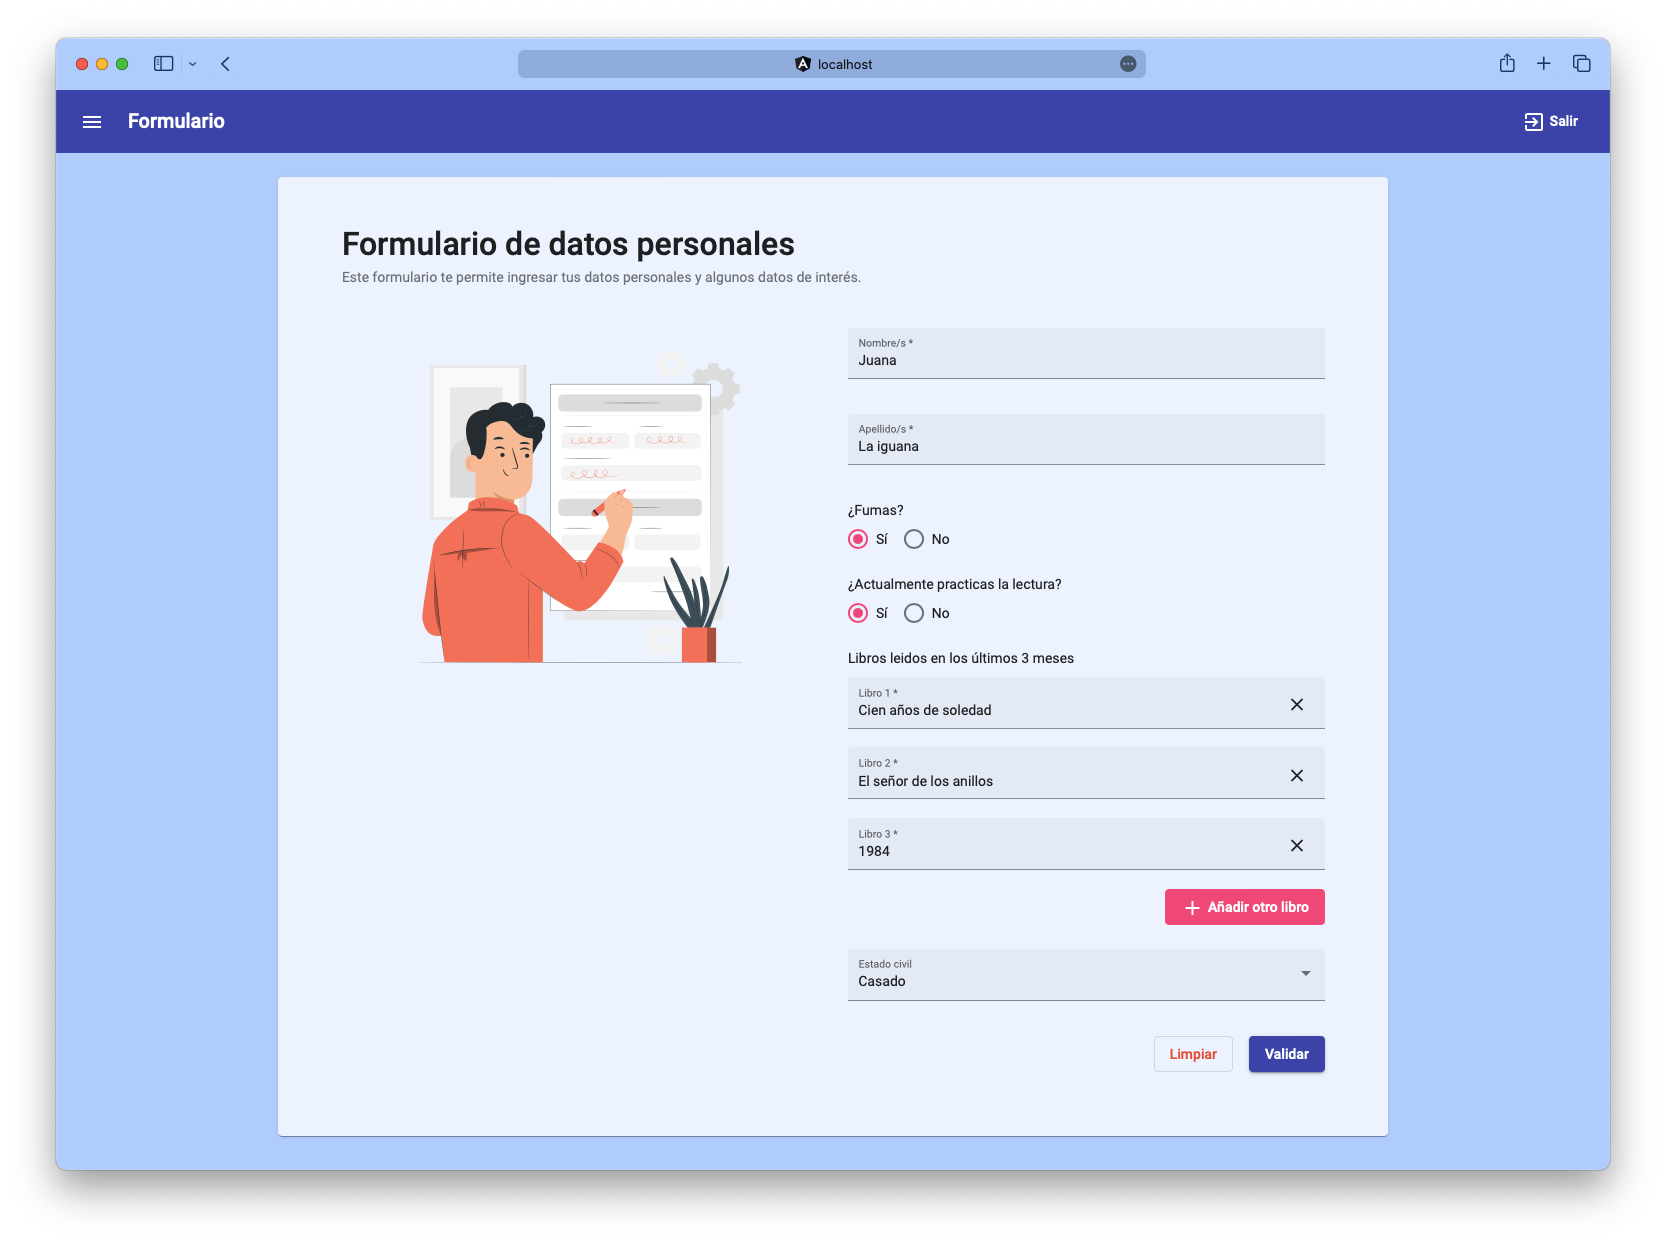 localhost
Formulario
Salir
Formulario de datos personales
Este formulario te permite ingresar tus datos personales y algunos datos de interés.
Nombre/s *
Juana
Apellido/s *
La iguana
¿Fumas?
Sí No
¿Actualmente practicas la lectura?
Sí No
Libros leidos en los últimos 3 meses
Libro 1 *
Cien años de soledad
Libro 2 *
El señor de los anillos
Libro 3 *
1984
Añadir otro libro
Estado civil
Casado
Limpiar
Validar